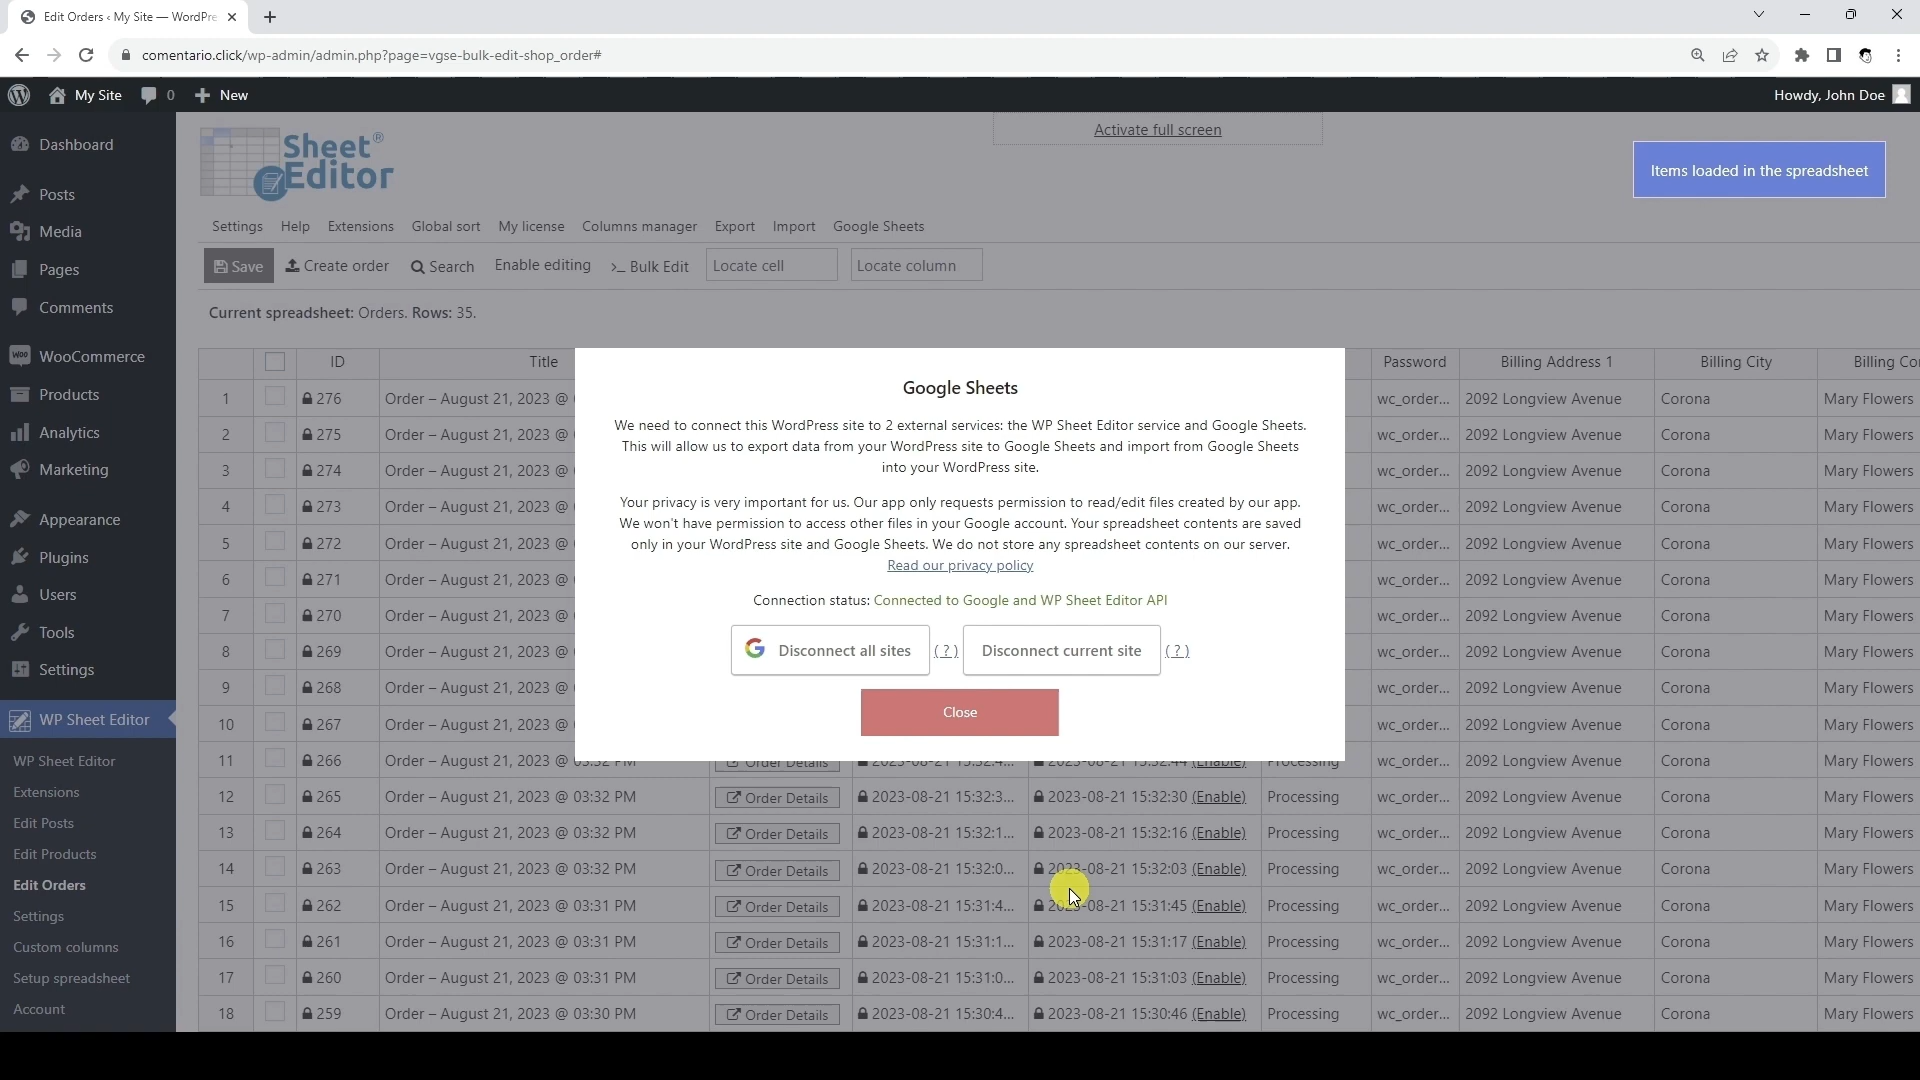 Edit Orders ‹ My Site — WordPre
comentario.click/wp-admin/admin.php?page=vgse-bulk-edit-shop_order#
My Site 0 New Howdy, John Doe
Dashboard
Posts
Media
Pages
Comments
WooCommerce
Products
Analytics
Marketing
Appearance
Plugins
Users
Tools
Settings
WP Sheet Editor
WP Sheet Editor
Extensions
Edit Posts
Edit Products
Edit Orders
Settings
Custom columns
Setup spreadsheet
Account
Sheet®
Editor
Activate full screen
Items loaded in the spreadsheet
Settings Help Extensions Global sort My license Columns manager Export Import Google Sheets
Save Create order Search Enable editing >_ Bulk Edit Locate cell Locate column
Current spreadsheet: Orders. Rows: 35.
ID Title Password Billing Address 1 Billing City Billing Co
1 276 Order – August 21, 2023 @ wc_order... 2092 Longview Avenue Corona Mary Flowers
2 275 Order – August 21, 2023 @ wc_order... 2092 Longview Avenue Corona Mary Flowers
3 274 Order – August 21, 2023 @ wc_order... 2092 Longview Avenue Corona Mary Flowers
4 273 Order – August 21, 2023 @ wc_order... 2092 Longview Avenue Corona Mary Flowers
5 272 Order – August 21, 2023 @ wc_order... 2092 Longview Avenue Corona Mary Flowers
6 271 Order – August 21, 2023 @ wc_order... 2092 Longview Avenue Corona Mary Flowers
7 270 Order – August 21, 2023 @ wc_order... 2092 Longview Avenue Corona Mary Flowers
8 269 Order – August 21, 2023 @ wc_order... 2092 Longview Avenue Corona Mary Flowers
9 268 Order – August 21, 2023 @ wc_order... 2092 Longview Avenue Corona Mary Flowers
10 267 Order – August 21, 2023 @ wc_order... 2092 Longview Avenue Corona Mary Flowers
11 266 Order – August 21, 2023 @ 03:32 PM Order Details 2023-08-21 15:32:4... 2023-08-21 15:32:44 (Enable) Processing wc_order... 2092 Longview Avenue Corona Mary Flowers
12 265 Order – August 21, 2023 @ 03:32 PM Order Details 2023-08-21 15:32:3... 2023-08-21 15:32:30 (Enable) Processing wc_order... 2092 Longview Avenue Corona Mary Flowers
13 264 Order – August 21, 2023 @ 03:32 PM Order Details 2023-08-21 15:32:1... 2023-08-21 15:32:16 (Enable) Processing wc_order... 2092 Longview Avenue Corona Mary Flowers
14 263 Order – August 21, 2023 @ 03:32 PM Order Details 2023-08-21 15:32:0... 2023-08-21 15:32:03 (Enable) Processing wc_order... 2092 Longview Avenue Corona Mary Flowers
15 262 Order – August 21, 2023 @ 03:31 PM Order Details 2023-08-21 15:31:4... 2023-08-21 15:31:45 (Enable) Processing wc_order... 2092 Longview Avenue Corona Mary Flowers
16 261 Order – August 21, 2023 @ 03:31 PM Order Details 2023-08-21 15:31:1... 2023-08-21 15:31:17 (Enable) Processing wc_order... 2092 Longview Avenue Corona Mary Flowers
17 260 Order – August 21, 2023 @ 03:31 PM Order Details 2023-08-21 15:31:0... 2023-08-21 15:31:03 (Enable) Processing wc_order... 2092 Longview Avenue Corona Mary Flowers
18 259 Order – August 21, 2023 @ 03:30 PM Order Details 2023-08-21 15:30:4... 2023-08-21 15:30:46 (Enable) Processing wc_order... 2092 Longview Avenue Corona Mary Flowers
Google Sheets
We need to connect this WordPress site to 2 external services: the WP Sheet Editor service and Google Sheets.
This will allow us to export data from your WordPress site to Google Sheets and import from Google Sheets
into your WordPress site.
Your privacy is very important for us. Our app only requests permission to read/edit files created by our app.
We won't have permission to access other files in your Google account. Your spreadsheet contents are saved
only in your WordPress site and Google Sheets. We do not store any spreadsheet contents on our server.
Read our privacy policy
Connection status: Connected to Google and WP Sheet Editor API
Disconnect all sites (?) Disconnect current site (?)
Close